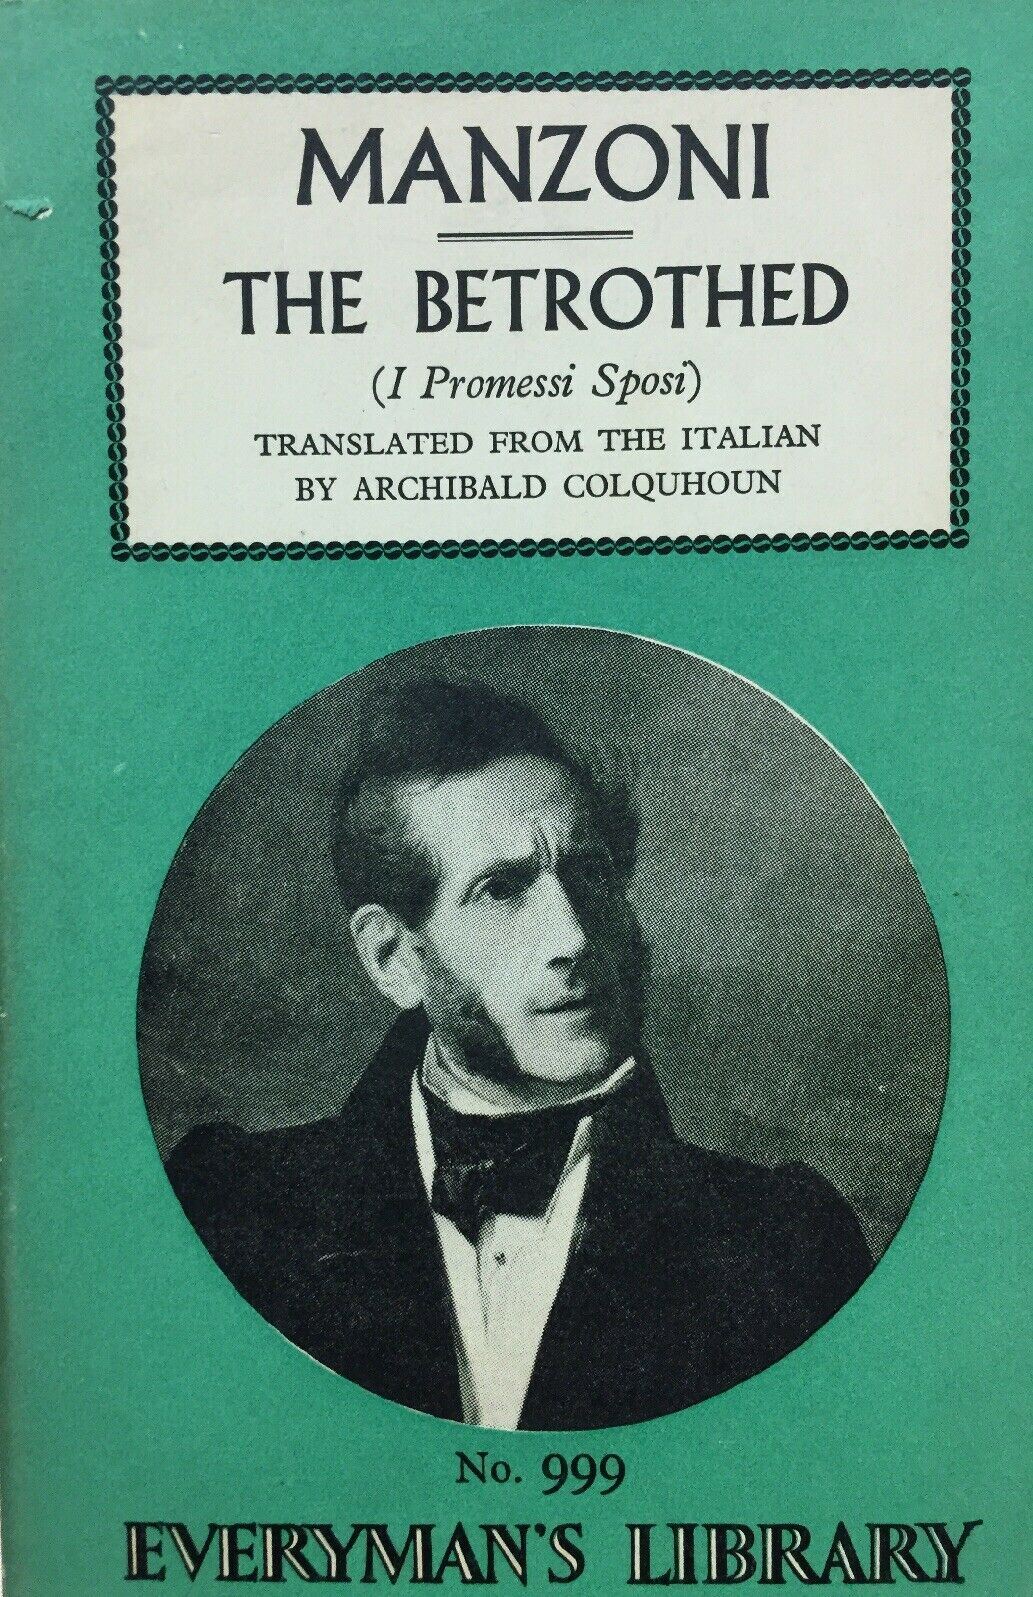 MANZONI
THE BETROTHED
(I Promessi Sposi)
TRANSLATED FROM THE ITALIAN
BY ARCHIBALD COLQUHOUN
No. 999
EVERYMAN'S LIBRARY